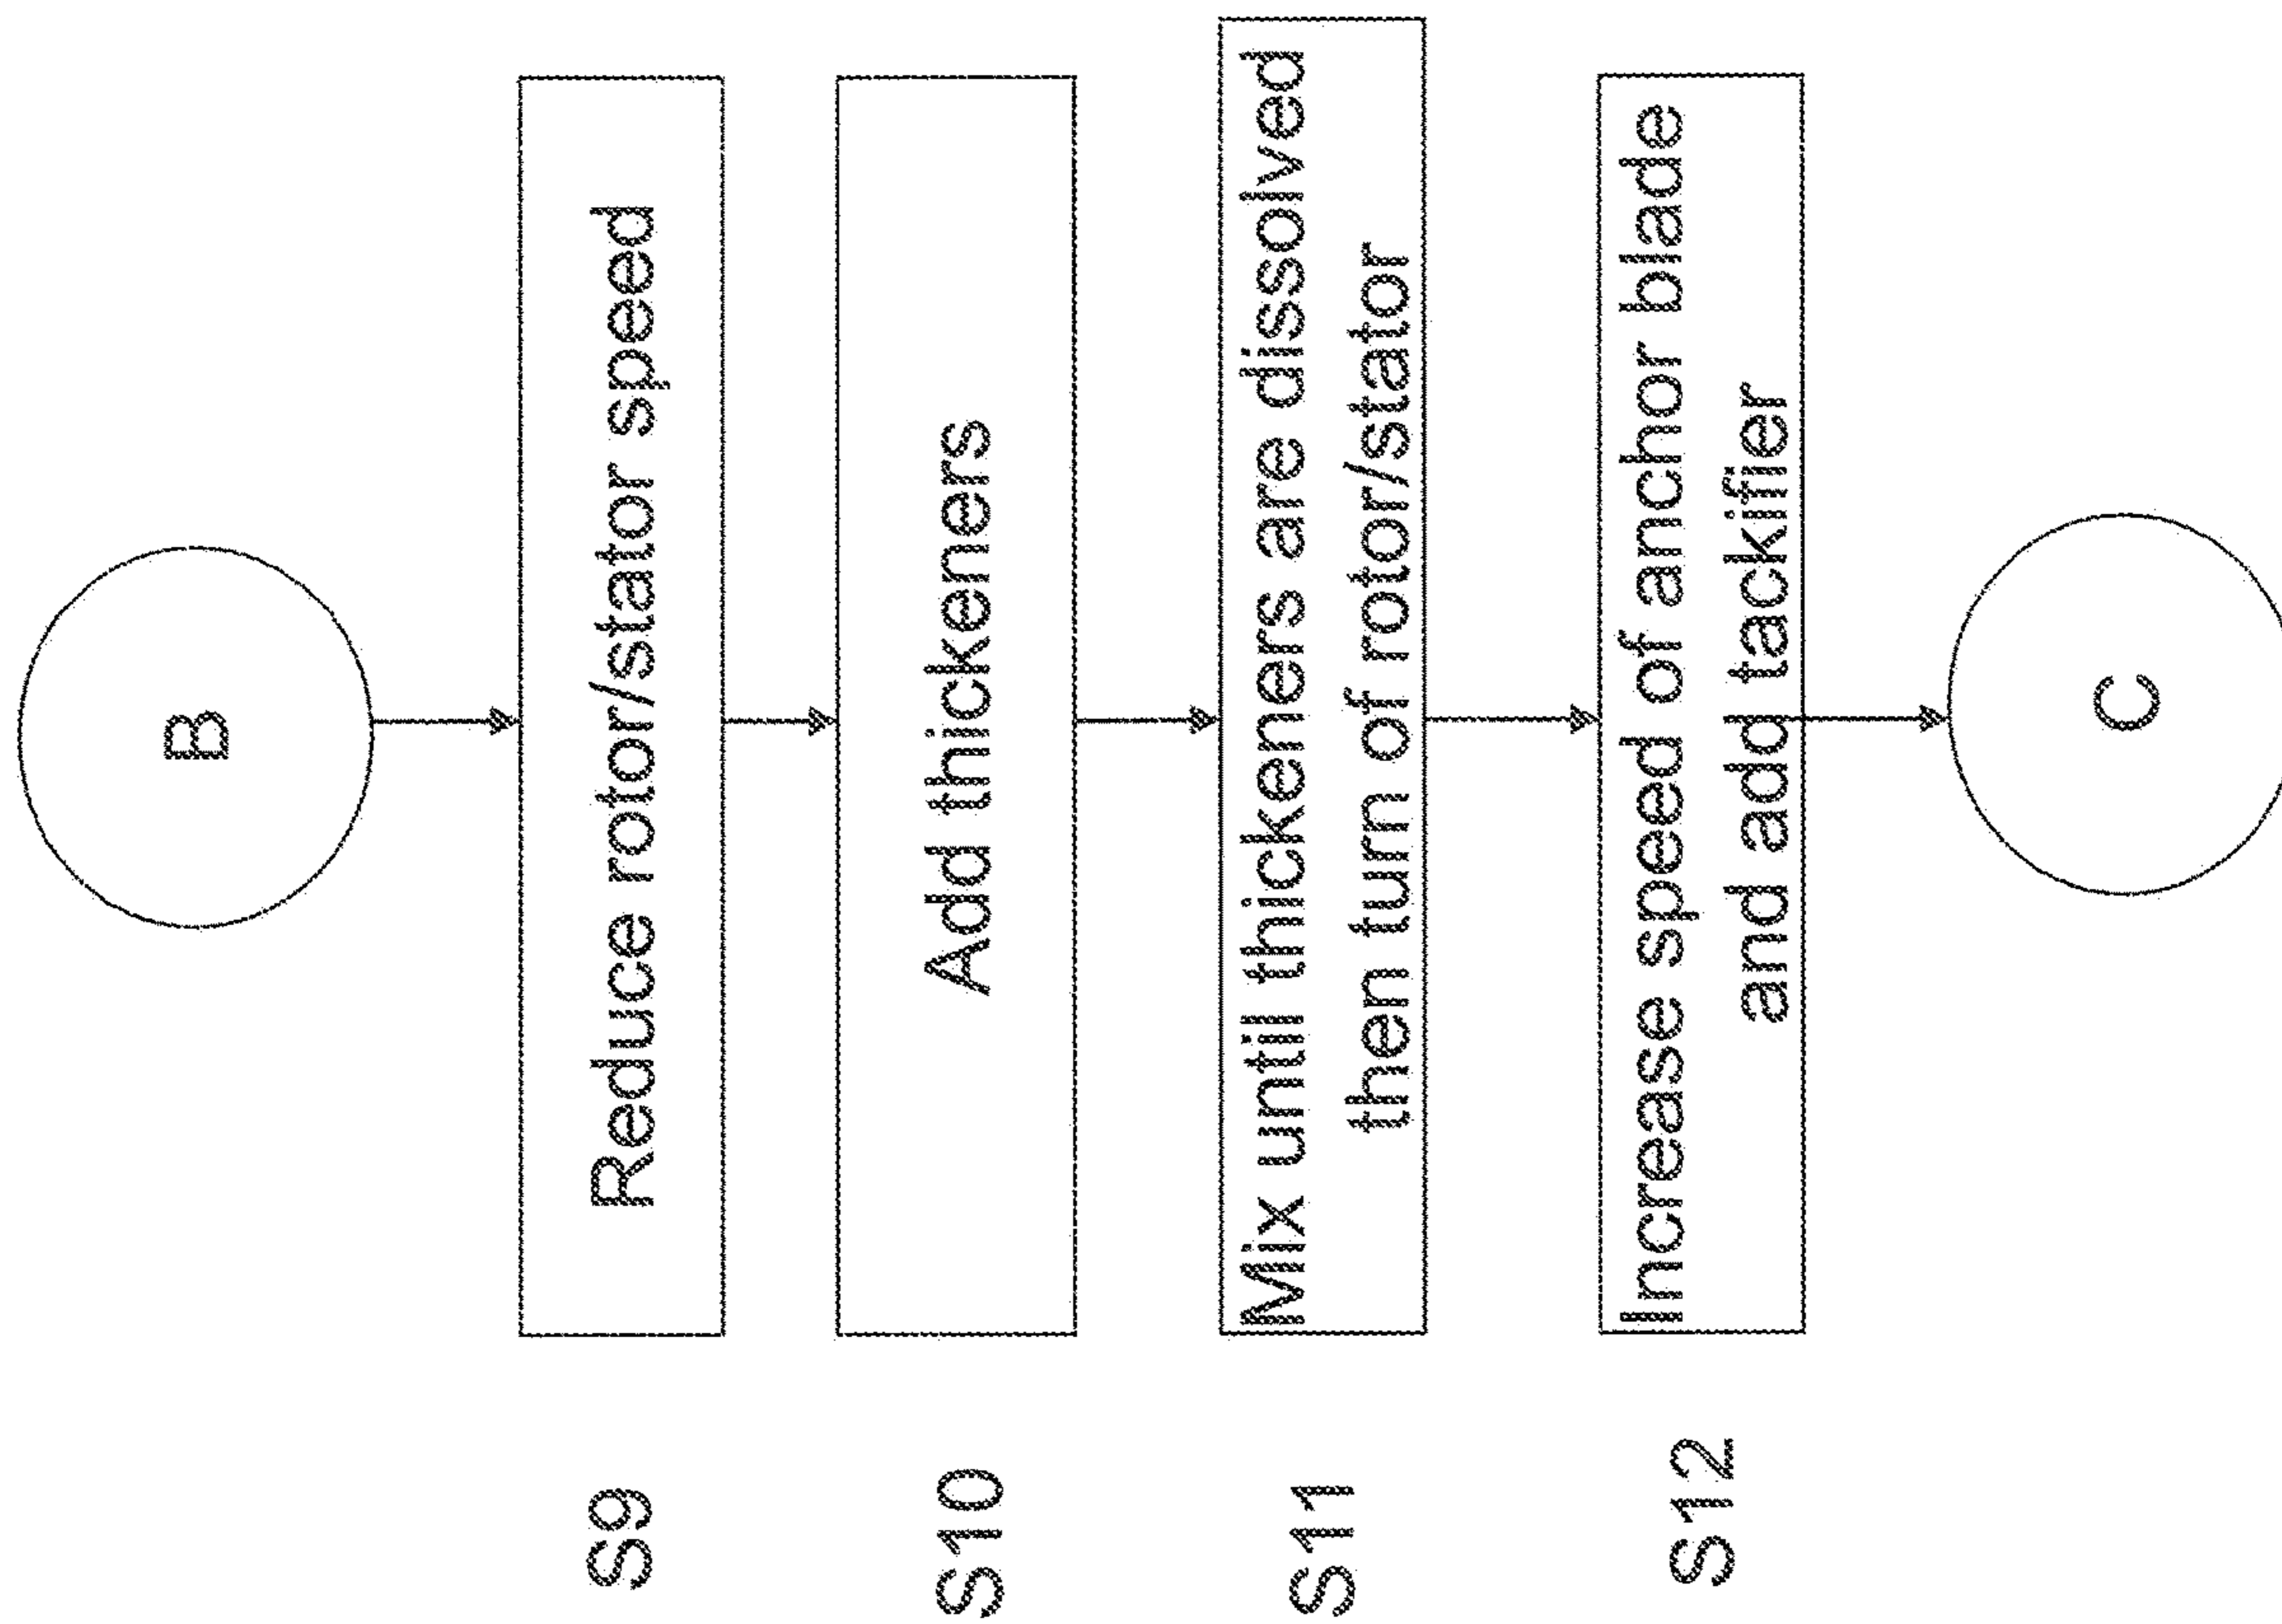 B
S9
Reduce rotor/stator speed
S10
Add thickeners
S11
Mix until thickeners are dissolved
then turn of rotor/stator
S12
Increase speed of anchor blade
and add tackifier
C